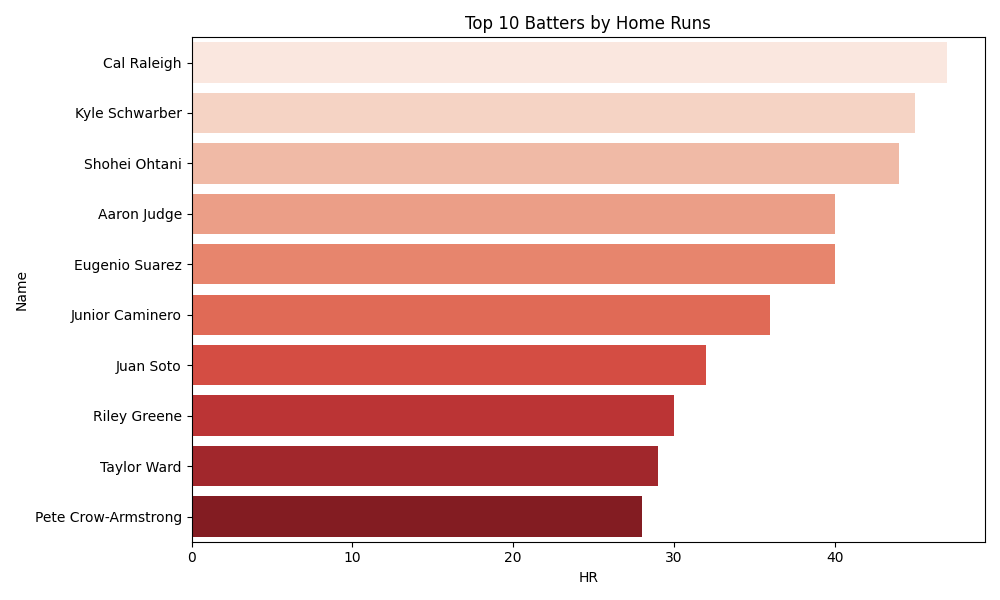 Top 10 Batters by Home Runs
Cal Raleigh
Kyle Schwarber
Shohei Ohtani
Aaron Judge
Eugenio Suarez
Junior Caminero
Juan Soto
Riley Greene
Taylor Ward
Pete Crow-Armstrong
Name
0 10 20 30 40
HR